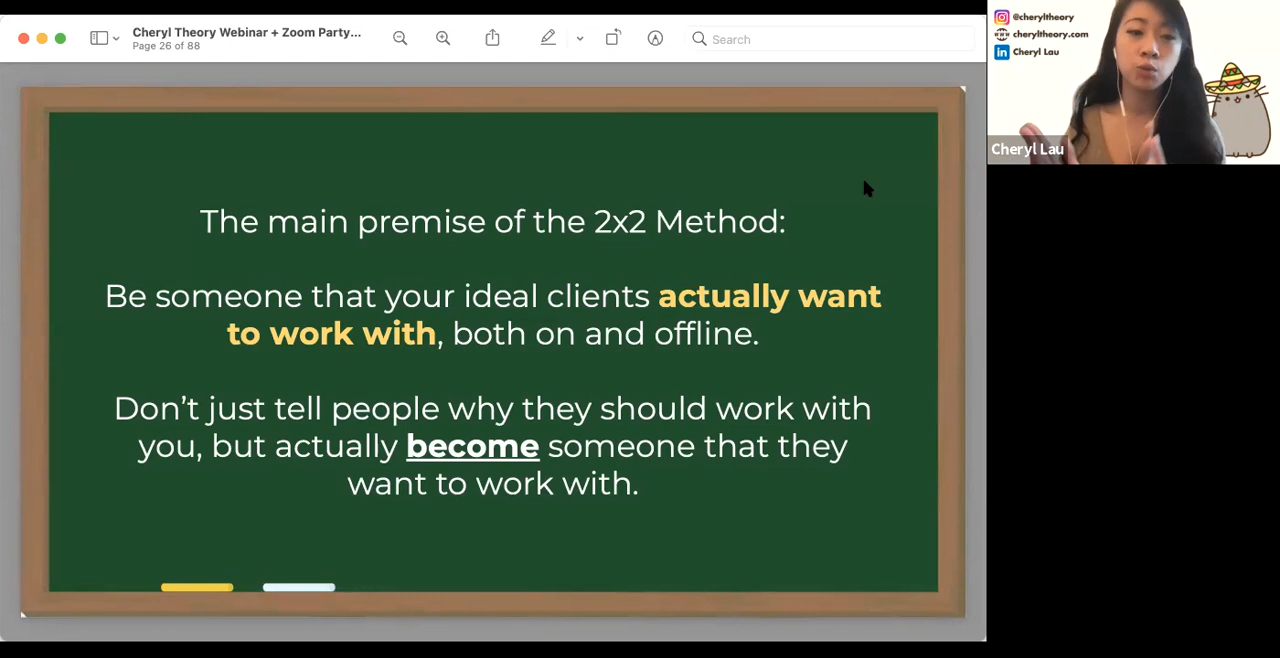 Cheryl Theory Webinar + Zoom Party...
Page 26 of 88
Search
The main premise of the 2x2 Method:
Be someone that your ideal clients actually want
to work with, both on and offline.
Don't just tell people why they should work with
you, but actually become someone that they
want to work with.
@cheryltheory
cheryltheory.com
in Cheryl Lau
Cheryl Lau